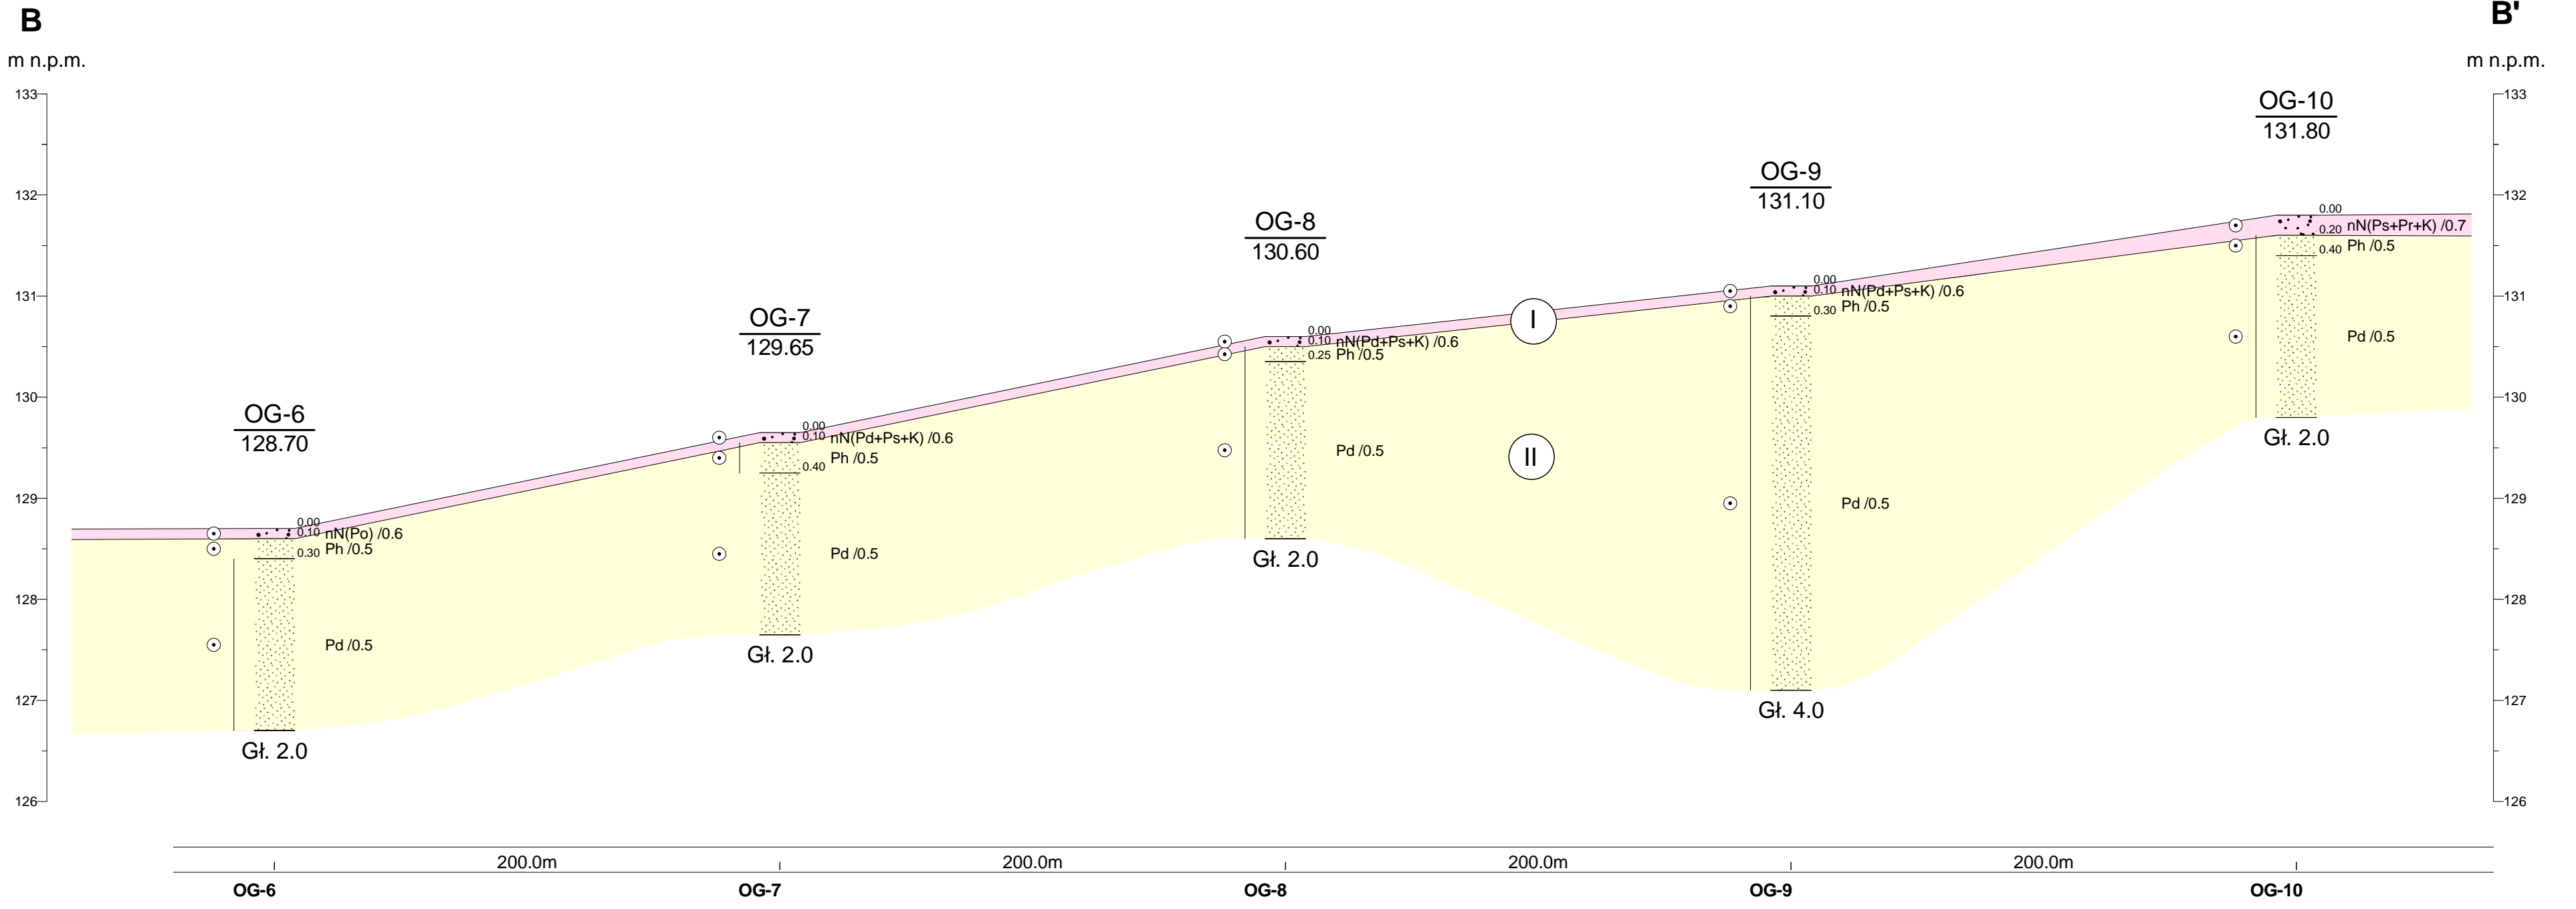 B
B'
m n.p.m.
m n.p.m.
133
132
131
130
129
128
127
126
133
132
131
130
129
128
127
126
OG-6
128.70
0.00
0.10 nN(Po) /0.6
Ph /0.5
0.30
Pd /0.5
Gł. 2.0
OG-7
129.65
0.00
0.10 nN(Pd+Ps+K) /0.6
Ph /0.5
0.40
Pd /0.5
Gł. 2.0
OG-8
130.60
0.00
0.10 nN(Pd+Ps+K) /0.6
0.25 Ph /0.5
Pd /0.5
Gł. 2.0
I
II
OG-9
131.10
0.00
0.10 nN(Pd+Ps+K) /0.6
Ph /0.5
0.30
Pd /0.5
Gł. 4.0
OG-10
131.80
0.00
nN(Ps+Pr+K) /0.7
0.20
0.40 Ph /0.5
Pd /0.5
Gł. 2.0
200.0m 200.0m 200.0m 200.0m
OG-6 OG-7 OG-8 OG-9 OG-10